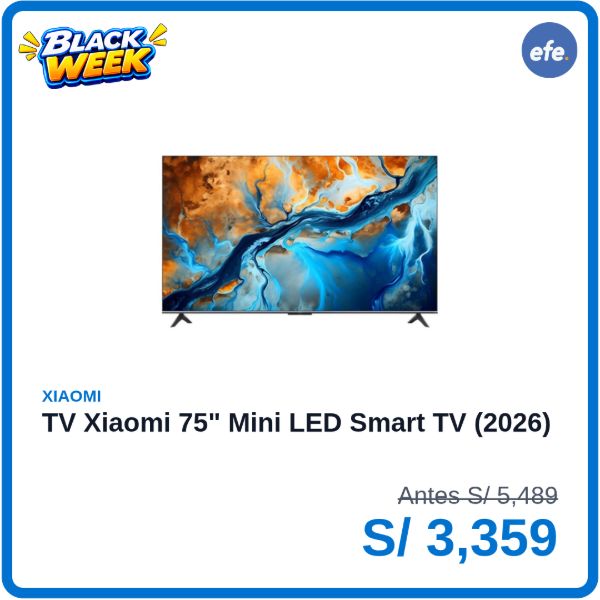 BLACK
WEEK
efe.
XIAOMI
TV Xiaomi 75" Mini LED Smart TV (2026)
Antes S/ 5,489
S/ 3,359